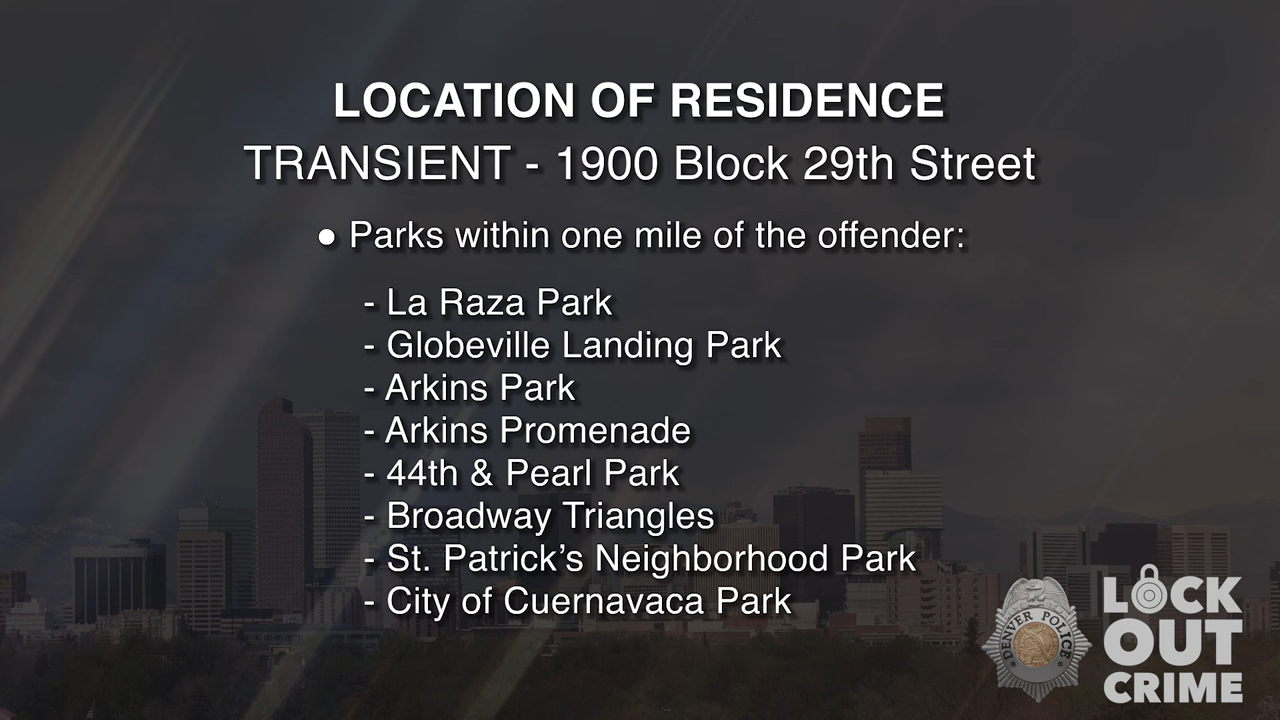 LOCATION OF RESIDENCE
TRANSIENT - 1900 Block 29th Street
● Parks within one mile of the offender:
- La Raza Park
- Globeville Landing Park
- Arkins Park
- Arkins Promenade
- 44th & Pearl Park
- Broadway Triangles
- St. Patrick’s Neighborhood Park
- City of Cuernavaca Park
DENVER POLICE
LOCK
OUT
CRIME